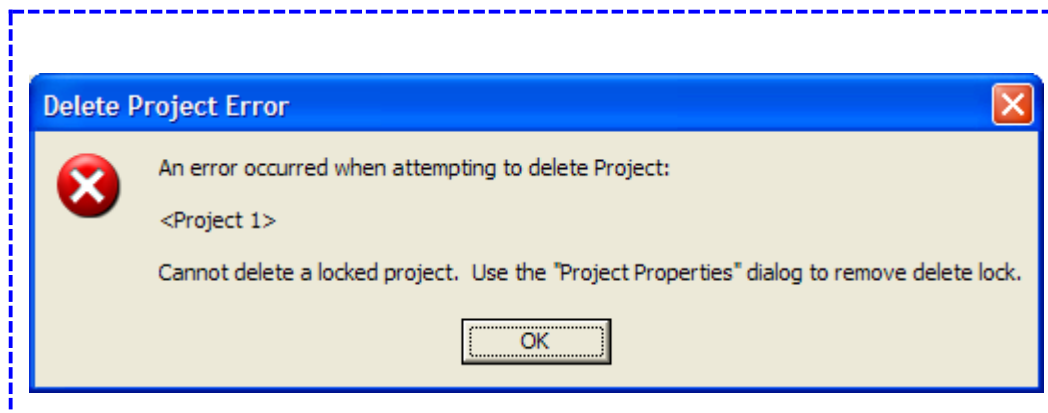 Delete Project Error
An error occurred when attempting to delete Project:
<Project 1>
Cannot delete a locked project.  Use the "Project Properties" dialog to remove delete lock.
OK